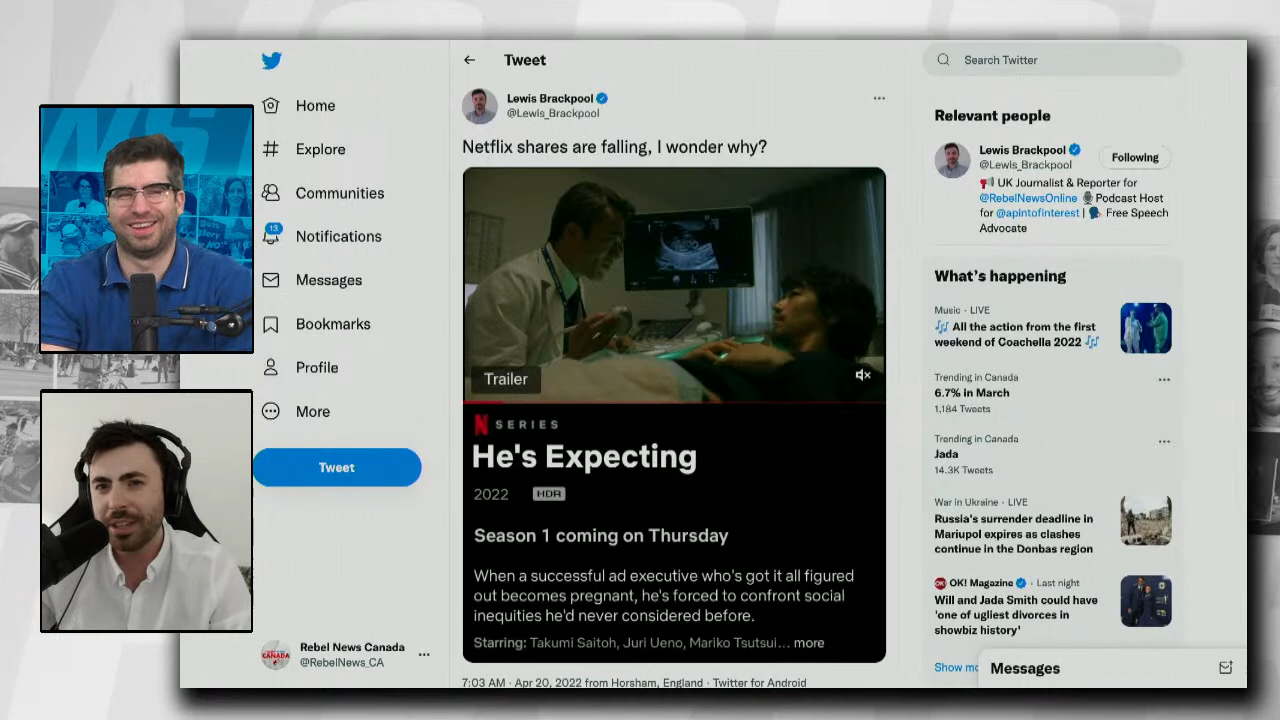 Home
Explore
Communities
13
Notifications
Messages
Bookmarks
Profile
More
Tweet
Rebel News Canada
@RebelNews_CA
Tweet
Lewis Brackpool
@Lewis_Brackpool
Netflix shares are falling, I wonder why?
Trailer
N SERIES
He's Expecting
2022 HDR
Season 1 coming on Thursday
When a successful ad executive who's got it all figured
out becomes pregnant, he's forced to confront social
inequities he'd never considered before.
Starring: Takumi Saitoh, Juri Ueno, Mariko Tsutsui... more
7:03 AM · Apr 20, 2022 from Horsham, England · Twitter for Android
Search Twitter
Relevant people
Lewis Brackpool
@Lewis_Brackpool
Following
UK Journalist & Reporter for
@RebelNewsOnline Podcast Host
for @apintofinterest | Free Speech
Advocate
What's happening
Music · LIVE
All the action from the first
weekend of Coachella 2022
Trending in Canada
6.7% in March
1,184 Tweets
Trending in Canada
Jada
14.3K Tweets
War in Ukraine · LIVE
Russia's surrender deadline in
Mariupol expires as clashes
continue in the Donbas region
OK! Magazine · Last night
Will and Jada Smith could have
'one of ugliest divorces in
showbiz history'
Show
Messages